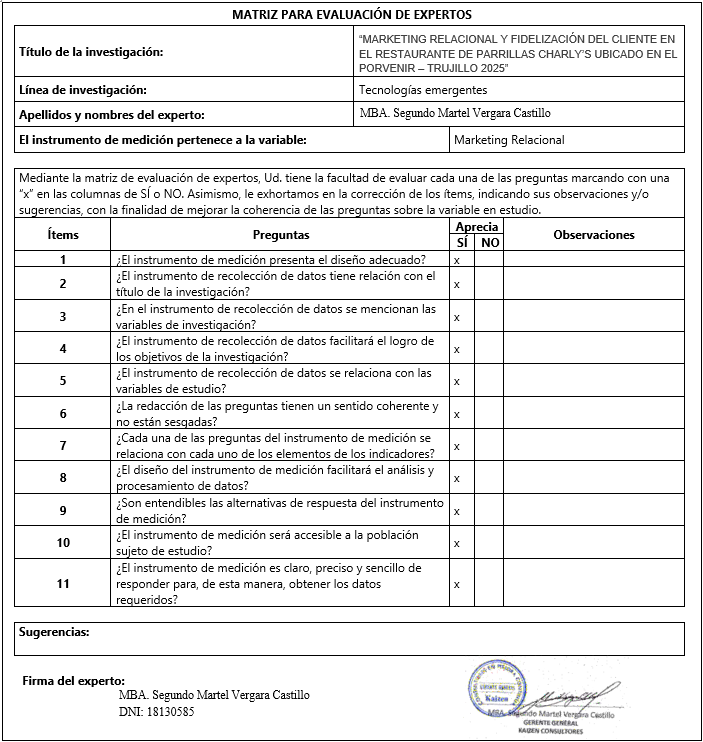 MATRIZ PARA EVALUACIÓN DE EXPERTOS
Título de la investigación:
“MARKETING RELACIONAL Y FIDELIZACIÓN DEL CLIENTE EN
EL RESTAURANTE DE PARRILLAS CHARLY’S UBICADO EN EL
PORVENIR – TRUJILLO 2025”
Línea de investigación:
Tecnologías emergentes
Apellidos y nombres del experto:
MBA. Segundo Martel Vergara Castillo
El instrumento de medición pertenece a la variable:
Marketing Relacional
Mediante la matriz de evaluación de expertos, Ud. tiene la facultad de evaluar cada una de las preguntas marcando con una
“x” en las columnas de SÍ o NO. Asimismo, le exhortamos en la corrección de los ítems, indicando sus observaciones y/o
sugerencias, con la finalidad de mejorar la coherencia de las preguntas sobre la variable en estudio.
Ítems
Preguntas
Aprecia
SÍ NO
Observaciones
1 ¿El instrumento de medición presenta el diseño adecuado? x
2 ¿El instrumento de recolección de datos tiene relación con el
título de la investigación? x
3 ¿En el instrumento de recolección de datos se mencionan las
variables de investigación? x
4 ¿El instrumento de recolección de datos facilitará el logro de
los objetivos de la investigación? x
5 ¿El instrumento de recolección de datos se relaciona con las
variables de estudio? x
6 ¿La redacción de las preguntas tienen un sentido coherente y
no están sesgadas? x
7 ¿Cada una de las preguntas del instrumento de medición se
relaciona con cada uno de los elementos de los indicadores? x
8 ¿El diseño del instrumento de medición facilitará el análisis y
procesamiento de datos? x
9 ¿Son entendibles las alternativas de respuesta del instrumento
de medición? x
10 ¿El instrumento de medición será accesible a la población
sujeto de estudio? x
11 ¿El instrumento de medición es claro, preciso y sencillo de
responder para, de esta manera, obtener los datos
requeridos? x
Sugerencias:
Firma del experto:
MBA. Segundo Martel Vergara Castillo
DNI: 18130585
GERENTE GENERAL
Kaizen
MBA. Segundo Martel Vergara Castillo
GERENTE GENERAL
KAIZEN CONSULTORES